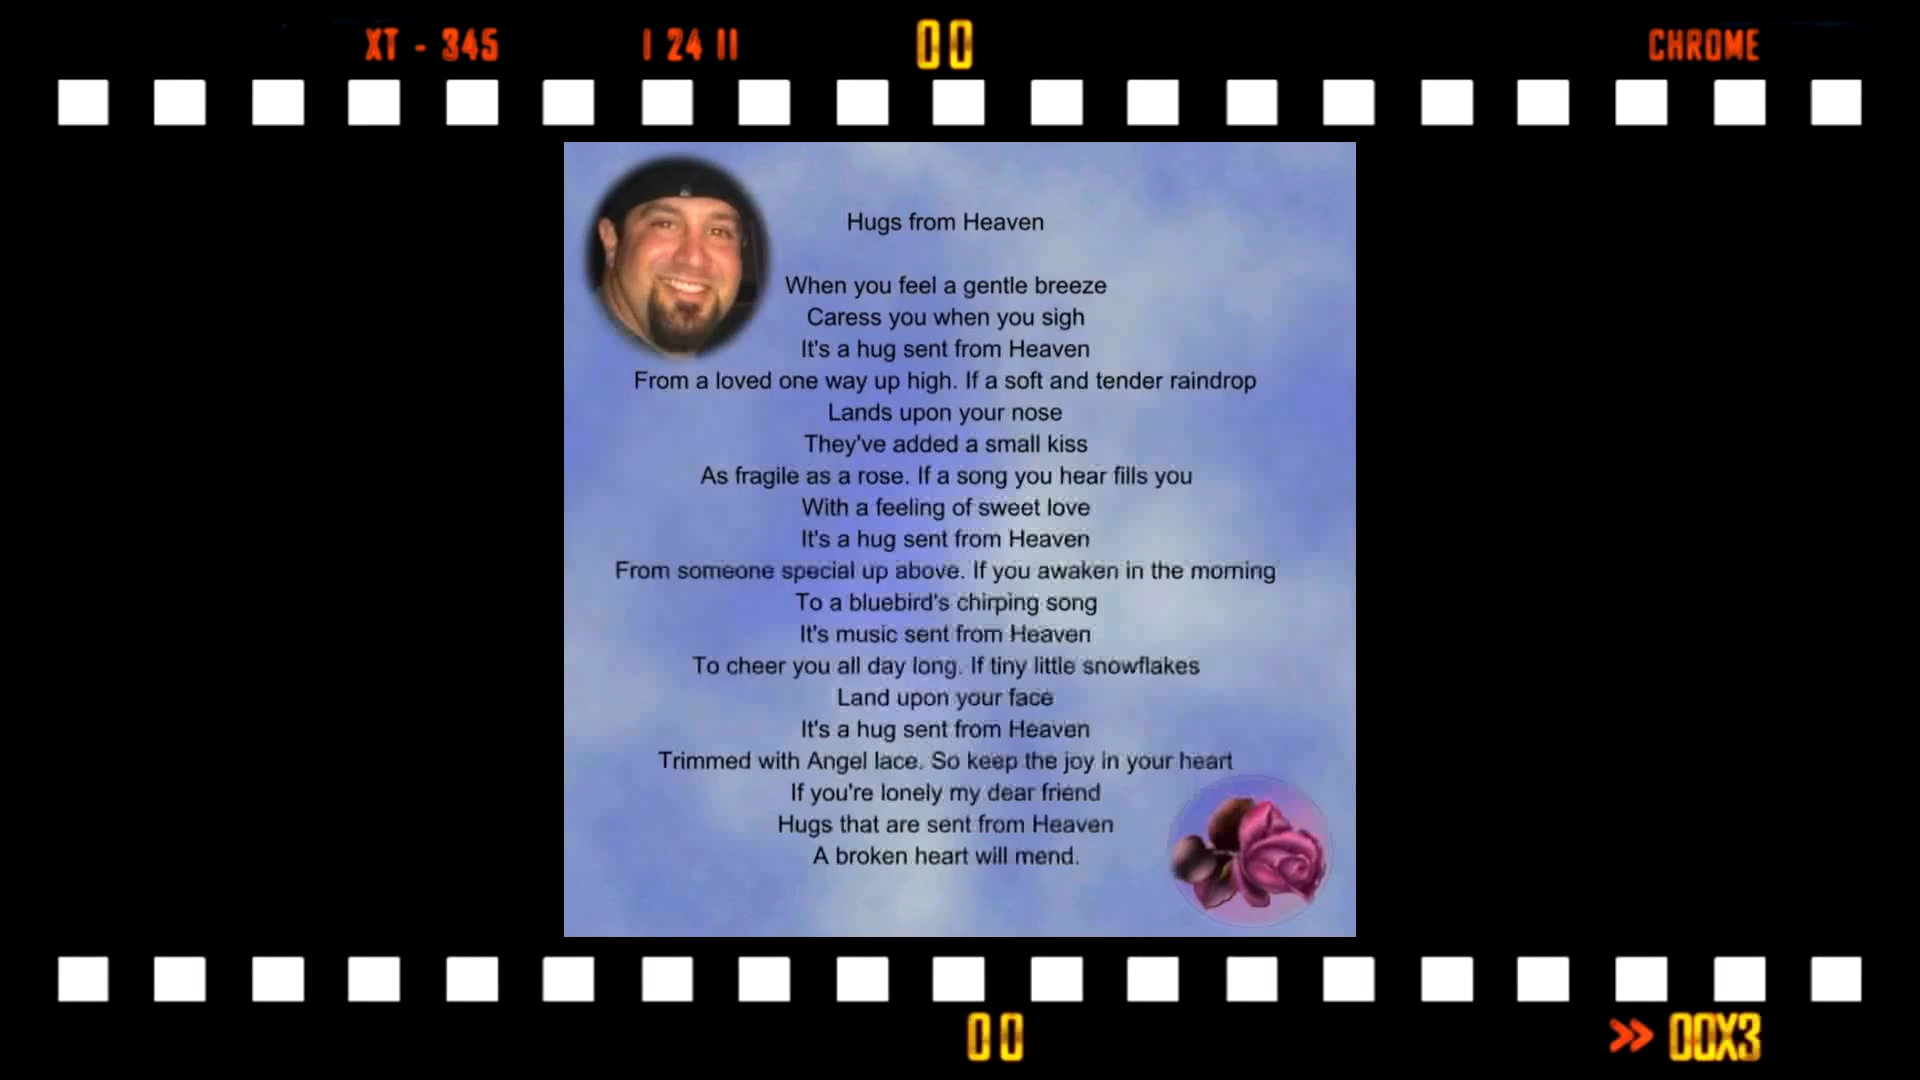 XT - 345 I 24 II 00 CHROME
Hugs from Heaven
When you feel a gentle breeze
Caress you when you sigh
It's a hug sent from Heaven
From a loved one way up high. If a soft and tender raindrop
Lands upon your nose
They've added a small kiss
As fragile as a rose. If a song you hear fills you
With a feeling of sweet love
It's a hug sent from Heaven
From someone special up above. If you awaken in the morning
To a bluebird's chirping song
It's music sent from Heaven
To cheer you all day long. If tiny little snowflakes
Land upon your face
It's a hug sent from Heaven
Trimmed with Angel lace. So keep the joy in your heart
If you're lonely my dear friend
Hugs that are sent from Heaven
A broken heart will mend.
00 >> 00X3